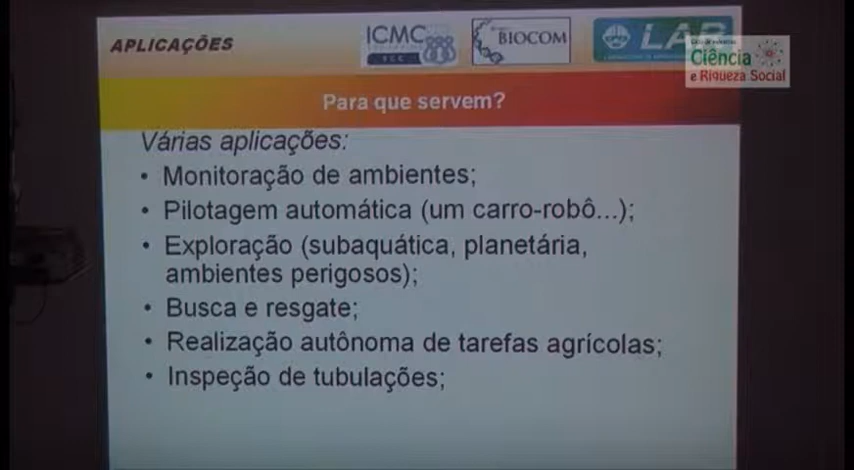 APLICAÇÕES
ICMC
BIOCOM
Ciência
e Riqueza Social
Para que servem?
Várias aplicações:
• Monitoração de ambientes;
• Pilotagem automática (um carro-robô...);
• Exploração (subaquática, planetária,
ambientes perigosos);
• Busca e resgate;
• Realização autônoma de tarefas agrícolas;
• Inspeção de tubulações;